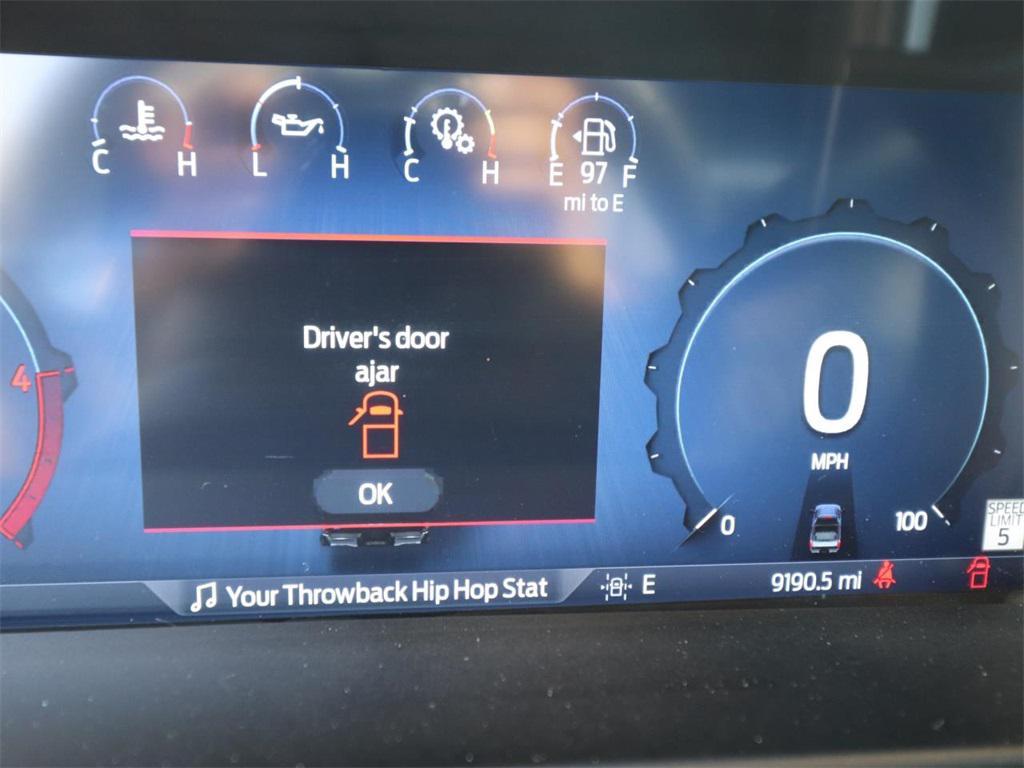 C H
L H
C H
E 97 F
mi to E
Driver's door
ajar
OK
4
0
MPH
0
100
SPEED
LIMIT
5
Your Throwback Hip Hop Stat
E
9190.5 mi